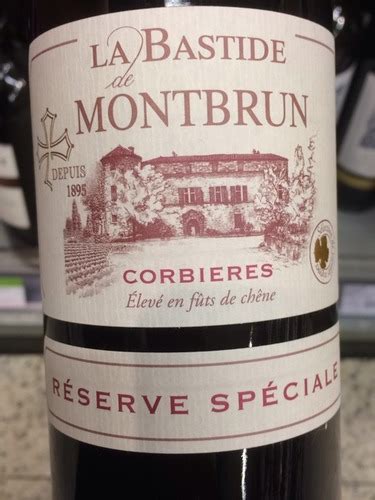 LA BASTIDE
de
MONTBRUN
DEPUIS
1895
CORBIERES
Élevé en fûts de chêne
RÉSERVE SPÉCIALE